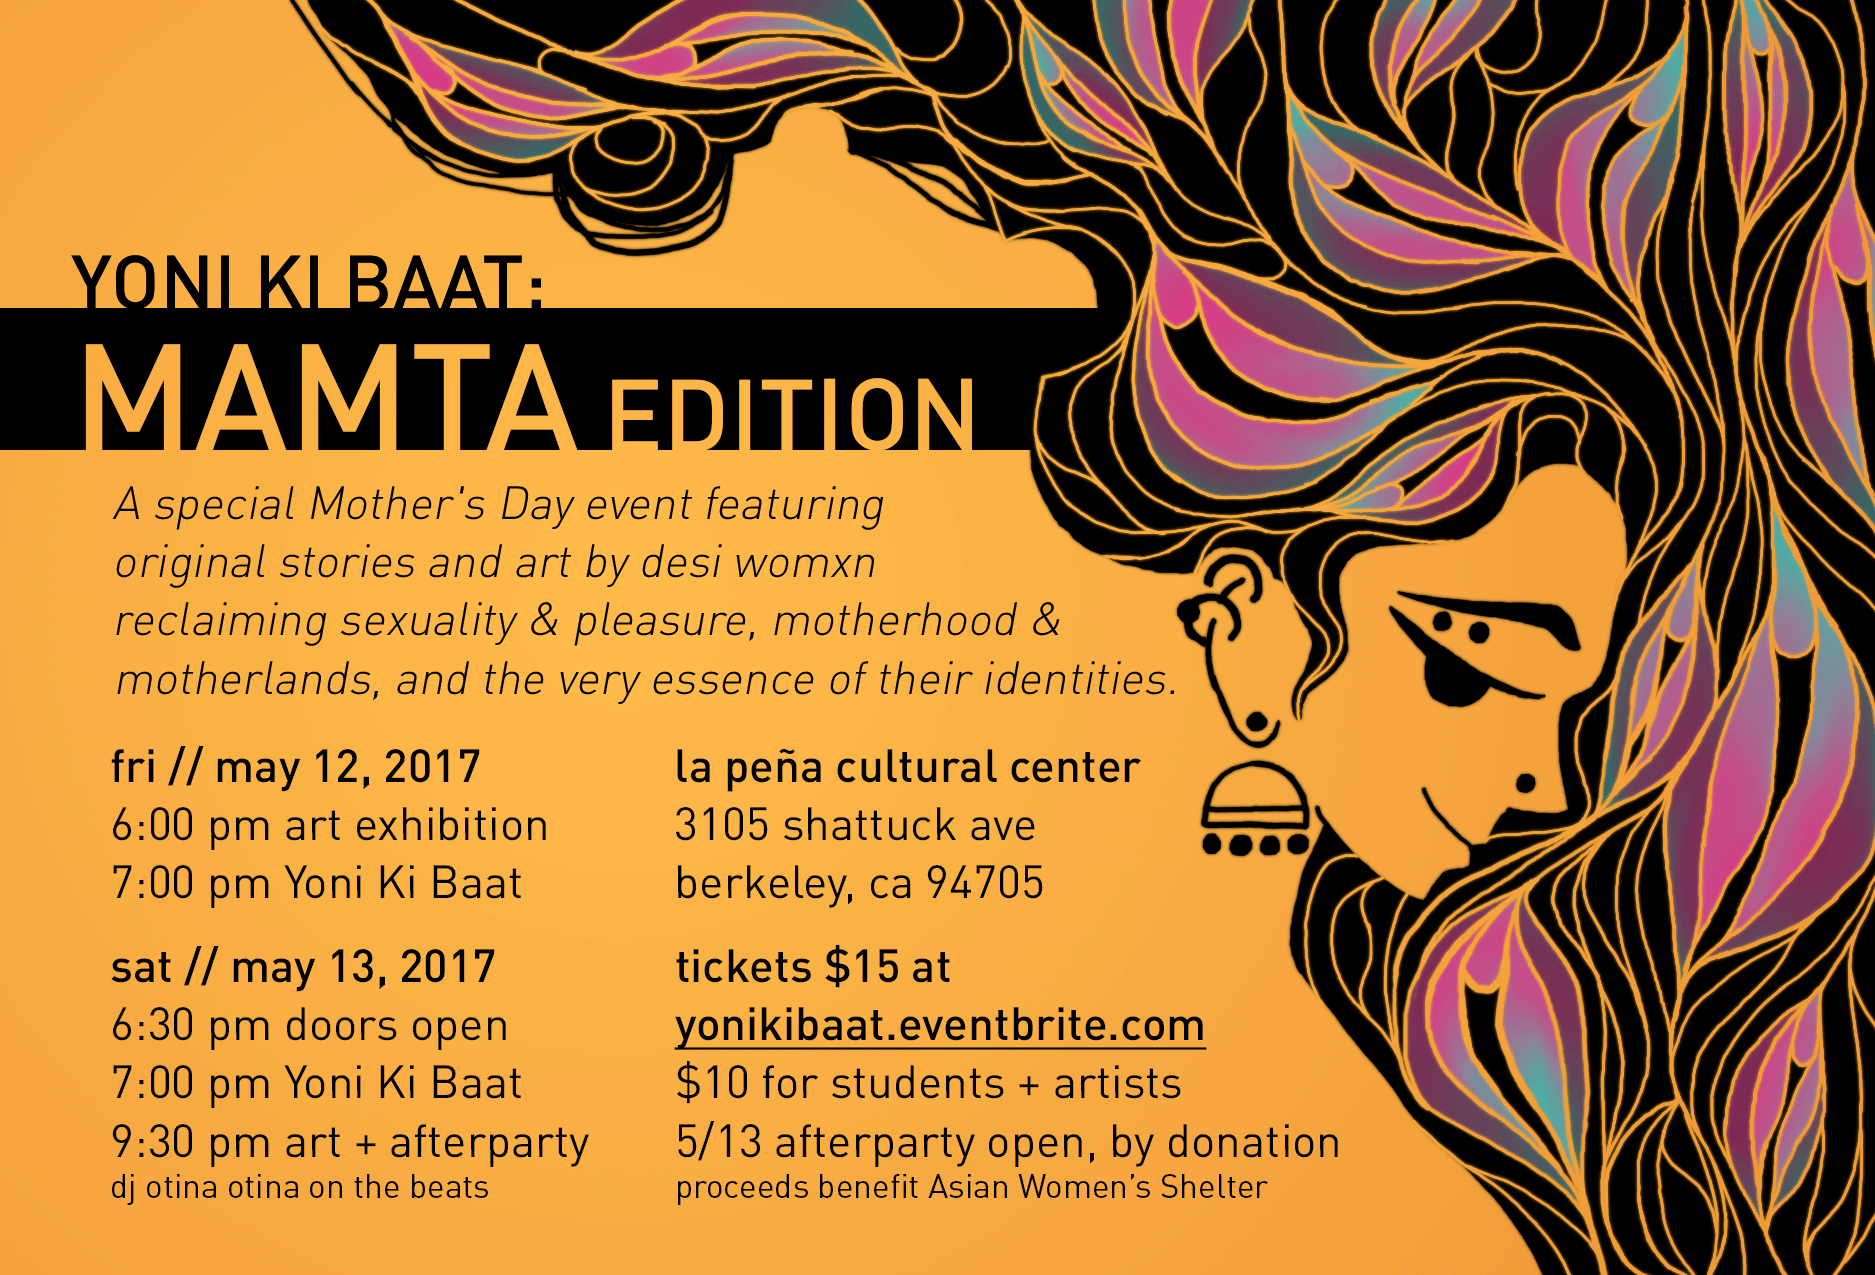 YONI KI BAAT:
MAMTA EDITION
A special Mother's Day event featuring
original stories and art by desi womxn
reclaiming sexuality & pleasure, motherhood &
motherlands, and the very essence of their identities.
fri // may 12, 2017
6:00 pm art exhibition
7:00 pm Yoni Ki Baat
sat // may 13, 2017
6:30 pm doors open
7:00 pm Yoni Ki Baat
9:30 pm art + afterparty
dj otina otina on the beats
la peña cultural center
3105 shattuck ave
berkeley, ca 94705
tickets $15 at
yonikibaat.eventbrite.com
$10 for students + artists
5/13 afterparty open, by donation
proceeds benefit Asian Women’s Shelter